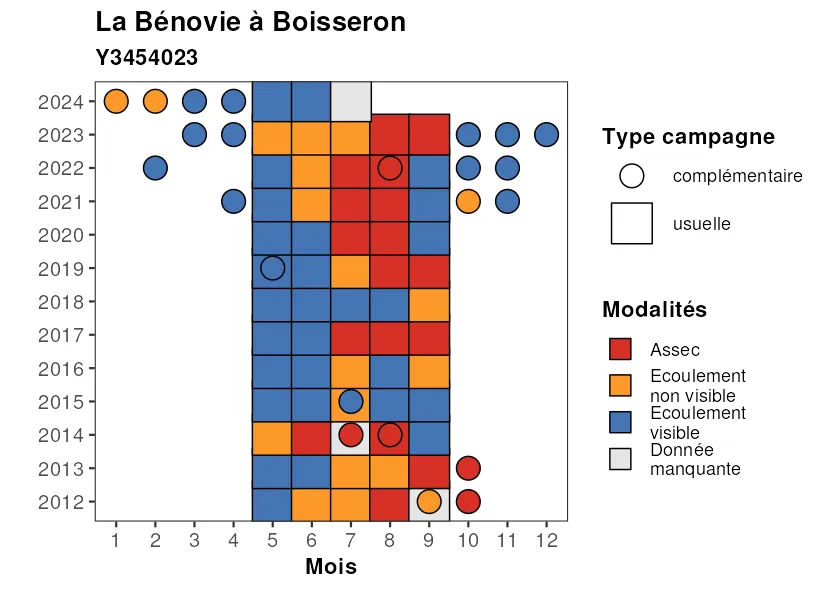 La Bénovie à Boisseron
Y3454023
2024
2023
2022
2021
2020
2019
2018
2017
2016
2015
2014
2013
2012
1 2 3 4 5 6 7 8 9 10 11 12
Mois
Type campagne
complémentaire
usuelle
Modalités
Assec
Ecoulement
non visible
Ecoulement
visible
Donnée
manquante